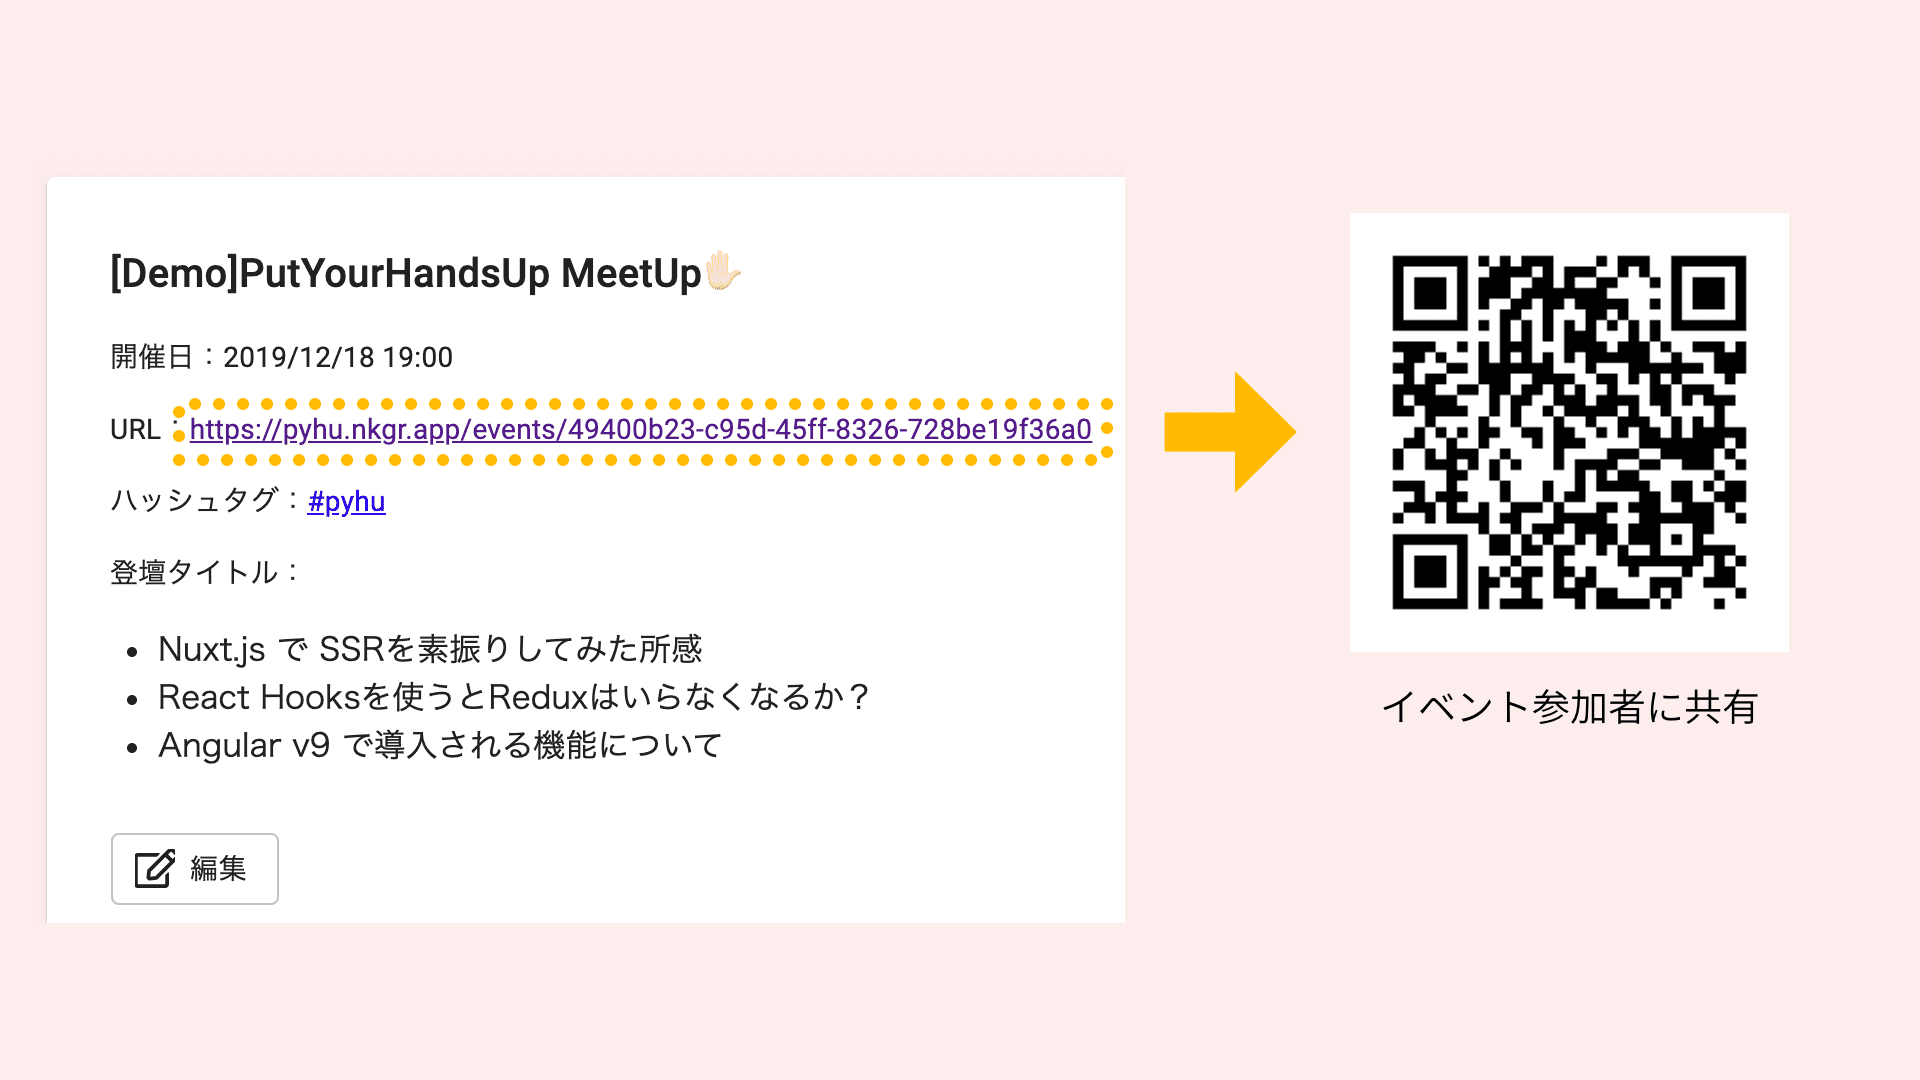 [Demo]PutYourHandsUp MeetUp🖐🏻
開催日：2019/12/18 19:00
URL：https://pyhu.nkgr.app/events/49400b23-c95d-45ff-8326-728be19f36a0
ハッシュタグ：#pyhu
登壇タイトル：
• Nuxt.js で SSRを素振りしてみた所感
• React Hooksを使うとReduxはいらなくなるか？
• Angular v9 で導入される機能について
編集
イベント参加者に共有